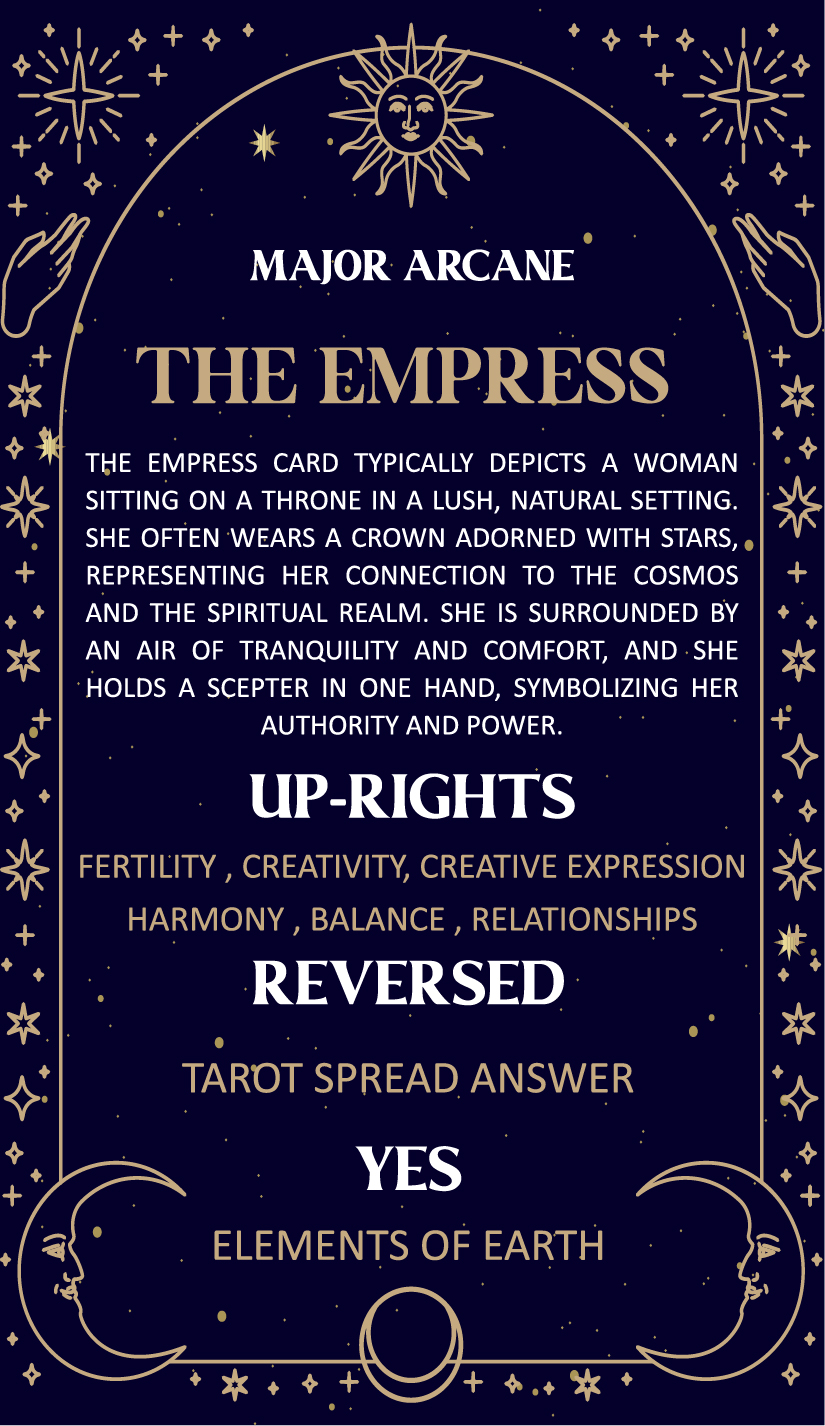 MAJOR ARCANE
THE EMPRESS
THE EMPRESS CARD TYPICALLY DEPICTS A WOMAN
SITTING ON A THRONE IN A LUSH, NATURAL SETTING.
SHE OFTEN WEARS A CROWN ADORNED WITH STARS,
REPRESENTING HER CONNECTION TO THE COSMOS
AND THE SPIRITUAL REALM. SHE IS SURROUNDED BY
AN AIR OF TRANQUILITY AND COMFORT, AND SHE
HOLDS A SCEPTER IN ONE HAND, SYMBOLIZING HER
AUTHORITY AND POWER.
UP-RIGHTS
FERTILITY , CREATIVITY, CREATIVE EXPRESSION
HARMONY , BALANCE , RELATIONSHIPS
REVERSED
TAROT SPREAD ANSWER
YES
ELEMENTS OF EARTH